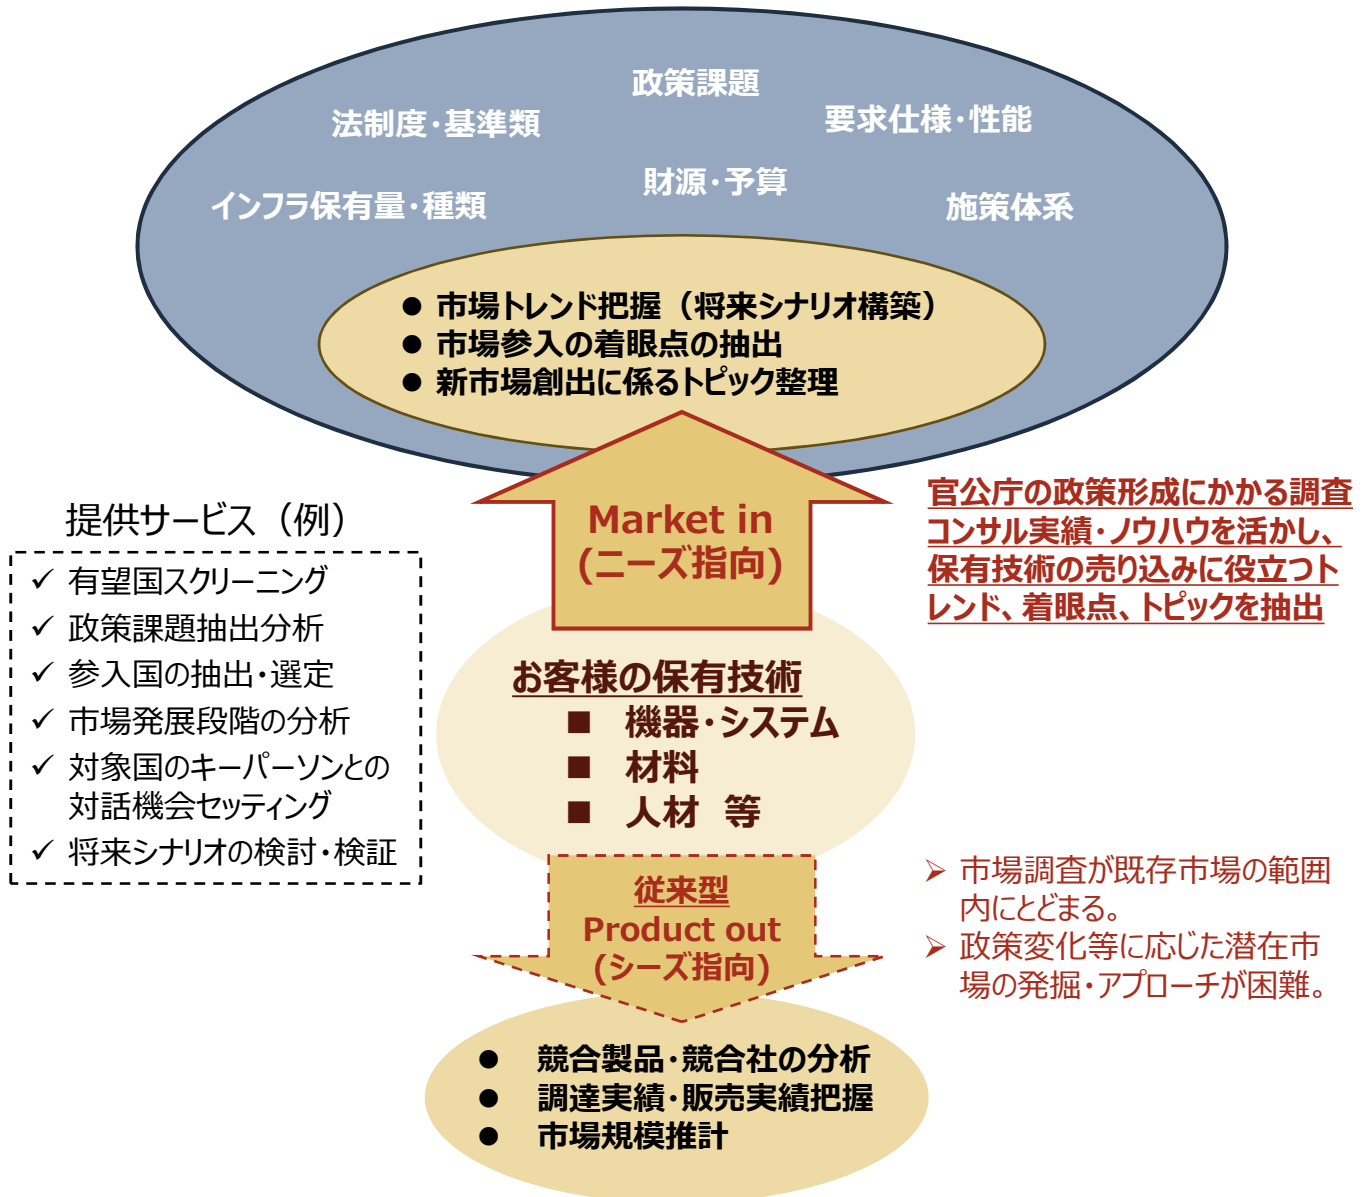 政策課題
法制度・基準類
要求仕様・性能
財源・予算
インフラ保有量・種類
施策体系
● 市場トレンド把握（将来シナリオ構築）
● 市場参入の着眼点の抽出
● 新市場創出に係るトピック整理
Market in
(ニーズ指向)
官公庁の政策形成にかかる調査
コンサル実績・ノウハウを活かし、
保有技術の売り込みに役立つト
レンド、着眼点、トピックを抽出
提供サービス（例）
✓ 有望国スクリーニング
✓ 政策課題抽出分析
✓ 参入国の抽出・選定
✓ 市場発展段階の分析
✓ 対象国のキーパーソンとの
対話機会セッティング
✓ 将来シナリオの検討・検証
お客様の保有技術
■ 機器・システム
■ 材料
■ 人材 等
従来型
Product out
(シーズ指向)
➢ 市場調査が既存市場の範囲
内にとどまる。
➢ 政策変化等に応じた潜在市
場の発掘・アプローチが困難。
● 競合製品・競合社の分析
● 調達実績・販売実績把握
● 市場規模推計